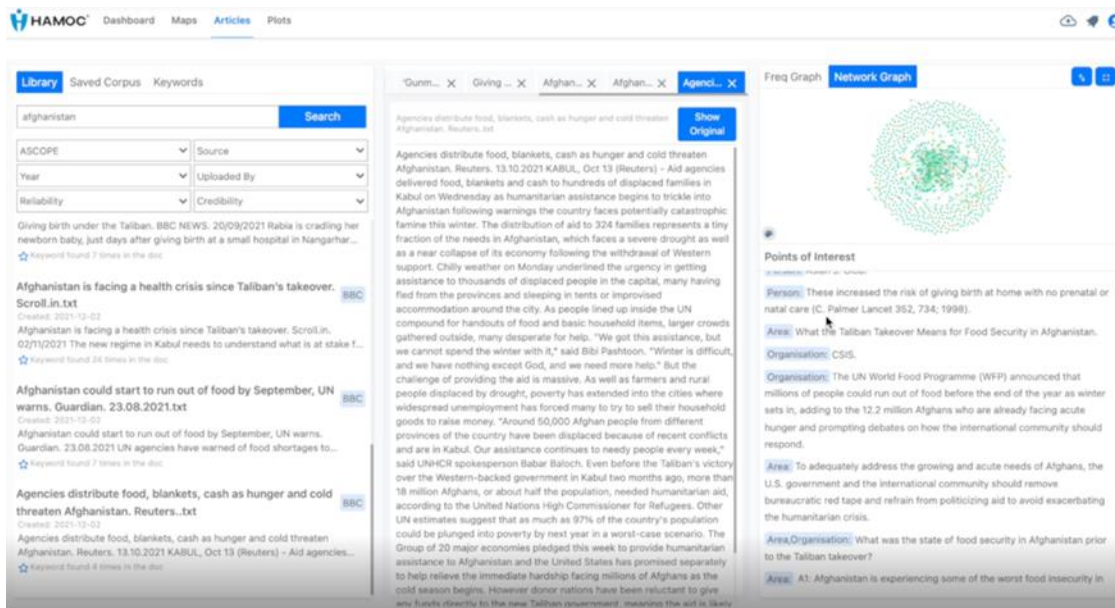 HAMOC
Dashboard Maps Articles Plots
Library Saved Corpus Keywords
afghanistan
Search
ASCOPE Source
Year Uploaded By
Reliability Credibility
Giving birth under the Taliban. BBC NEWS. 20/09/2021 Rabia is cradling her
newborn baby, just days after giving birth at a small hospital in Nangarhar...
Keyword found 7 times in the doc
Afghanistan is facing a health crisis since Taliban's takeover.
Scroll.in.txt
BBC
Created: 2021-12-02
Afghanistan is facing a health crisis since Taliban's takeover. Scroll.in.
02/11/2021 The new regime in Kabul needs to understand what is at stake f...
Keyword found 24 times in the doc
Afghanistan could start to run out of food by September, UN
warns. Guardian. 23.08.2021.txt
BBC
Created: 2021-12-02
Afghanistan could start to run out of food by September, UN warns.
Guardian. 23.08.2021 UN agencies have warned of food shortages to...
Keyword found 7 times in the doc
Agencies distribute food, blankets, cash as hunger and cold
threaten Afghanistan. Reuters..txt
BBC
Created: 2021-12-02
Agencies distribute food, blankets, cash as hunger and cold threaten
Afghanistan. Reuters. 13.10.2021 KABUL, Oct 13 (Reuters) - Aid agencies...
Keyword found 4 times in the doc
'Gunm... Giving ... Afghan... Afghan... Agenci...
Agencies distribute food, blankets, cash as hunger and cold threaten
Afghanistan. Reuters..txt
Show
Original
Agencies distribute food, blankets, cash as hunger and cold threaten
Afghanistan. Reuters. 13.10.2021 KABUL, Oct 13 (Reuters) - Aid agencies
delivered food, blankets and cash to hundreds of displaced families in
Kabul on Wednesday as humanitarian assistance begins to trickle into
Afghanistan following warnings the country faces potentially catastrophic
famine this winter. The distribution of aid to 324 families represents a tiny
fraction of the needs in Afghanistan, which faces a severe drought as well
as a near collapse of its economy following the withdrawal of Western
support. Chilly weather on Monday underlined the urgency in getting
assistance to thousands of displaced people in the capital, many having
fled from the provinces and sleeping in tents or improvised
accommodation around the city. As people lined up inside the UN
compound for handouts of food and basic household items, larger crowds
gathered outside, many desperate for help. "We got this assistance, but
we cannot spend the winter with it," said Bibi Pashtoon. "Winter is difficult,
and we have nothing except God, and we need more help." But the
challenge of providing the aid is massive. As well as farmers and rural
people displaced by drought, poverty has extended into the cities where
widespread unemployment has forced many to try to sell their household
goods to raise money. "Around 50,000 Afghan people from different
provinces of the country have been displaced because of recent conflicts
and are in Kabul. Our assistance continues to needy people every week,"
said UNHCR spokesperson Babar Baloch. Even before the Taliban's victory
over the Western-backed government in Kabul two months ago, more than
18 million Afghans, or about half the population, needed humanitarian aid,
according to the United Nations High Commissioner for Refugees. Other
UN estimates suggest that as much as 97% of the country's population
could be plunged into poverty by next year in a worst-case scenario. The
Group of 20 major economies pledged this week to provide humanitarian
assistance to Afghanistan and the United States has promised separately
to help relieve the immediate hardship facing millions of Afghans as the
cold season begins. However donor nations have been reluctant to give
any funds directly to the new Taliban government, meaning the aid is likely
Freq Graph Network Graph
Points of Interest
Person: These increased the risk of giving birth at home with no prenatal or
natal care (C. Palmer Lancet 352, 734; 1998).
Area: What the Taliban Takeover Means for Food Security in Afghanistan.
Organisation: CSIS.
Organisation: The UN World Food Programme (WFP) announced that
millions of people could run out of food before the end of the year as winter
sets in, adding to the 12.2 million Afghans who are already facing acute
hunger and prompting debates on how the international community should
respond.
Area: To adequately address the growing and acute needs of Afghans, the
U.S. government and the international community should remove
bureaucratic red tape and refrain from politicizing aid to avoid exacerbating
the humanitarian crisis.
Area,Organisation: What was the state of food security in Afghanistan prior
to the Taliban takeover?
Area: A1: Afghanistan is experiencing some of the worst food insecurity in